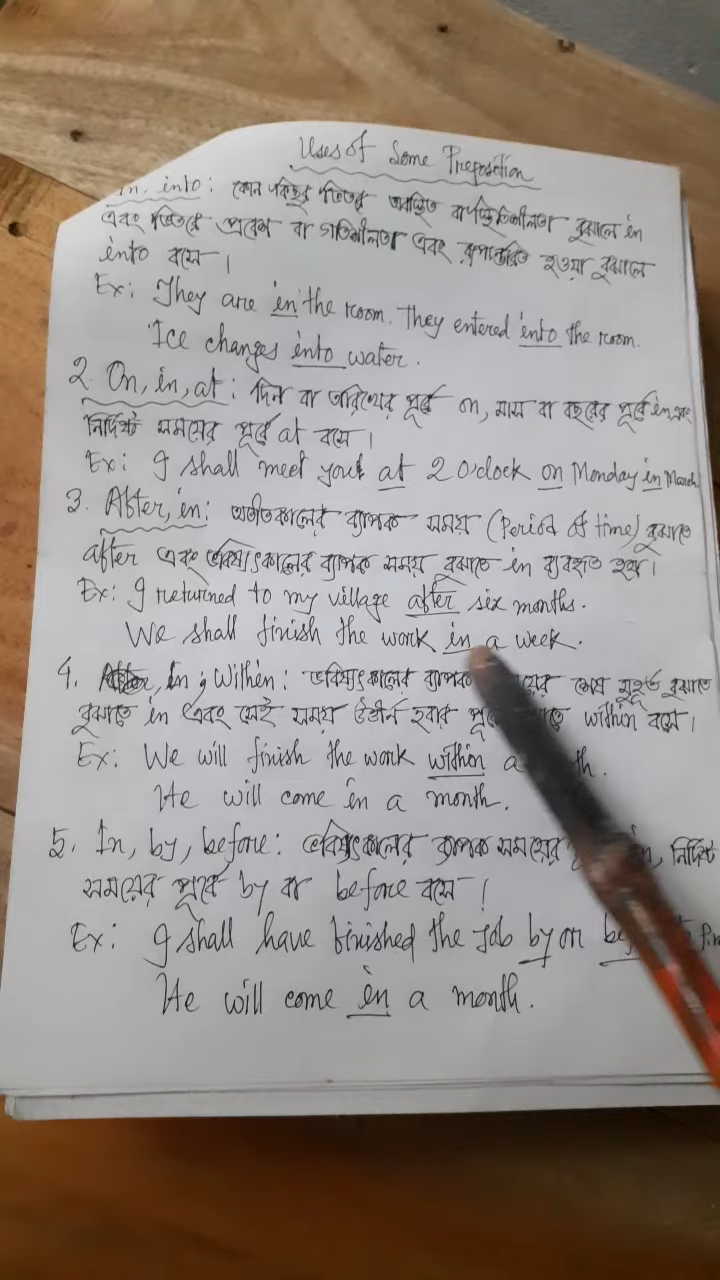 Uses of Some Preposition
In, into: কোন কিছুর ভিতর অবস্থিত বা স্থিতিশীলতা বুঝালে in
এবং ভিতরে প্রবেশ বা গতিশীলতা এবং রূপান্তরিত হওয়া বুঝালে
into বসে।
Ex: They are in the room. They entered into the room.
Ice changes into water.
2. On, in, at: দিন বা তারিখের পূর্বে on, মাস বা বছরের পূর্বে in এবং
নির্দিষ্ট সময়ের পূর্বে at বসে।
Ex: I shall meet you at 2 O'clock on Monday in March
3. After, in: অতীতকালের ব্যাপক সময় (Period of time) বুঝাতে
after এবং ভবিষ্যৎকালের ব্যাপক সময় বুঝাতে in ব্যবহৃত হয়।
Ex: I returned to my village after six months.
We shall finish the work in a week.
4. In, Within: ভবিষ্যৎকালের ব্যাপক শেষ মুহূর্ত বুঝাতে
বুঝাতে in এবং সেই সময় উত্তীর্ন হবার পূর্বে within বসে।
Ex: We will finish the work within a
He will come in a month.
5. In, by, before: ভবিষ্যৎকালের ব্যাপক সময়ের in, নির্দিষ্ট
সময়ের পূর্বে by বা before বসে।
Ex: I shall have finished the Job by or
He will come in a month.